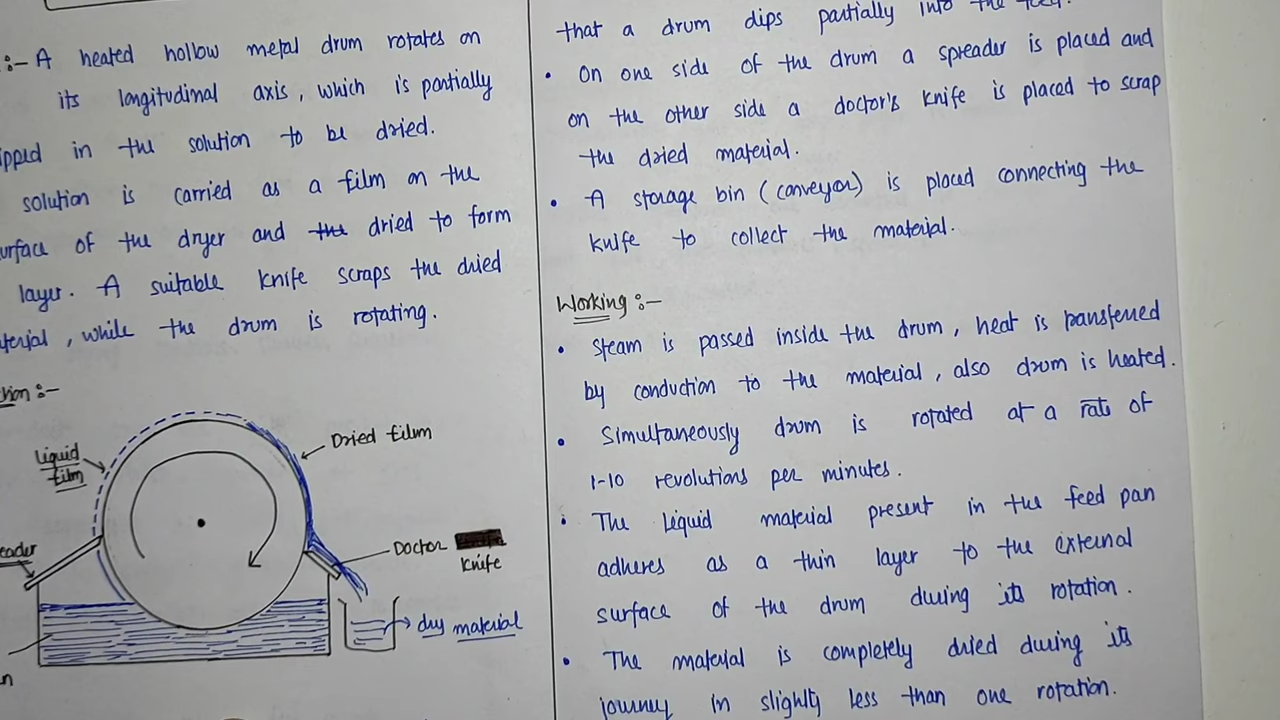 :- A heated hollow metal drum rotates on
its longitudinal axis, which is partially
ipped in the solution to be dried.
solution is carried as a film on the
urface of the dryer and the dried to form
layer. A suitable knife scraps the dried
aterial, while the drum is rotating.
ction :-
Liquid
film
Dried film
eader
Doctor
Knife
dry material
n
that a drum dips partially into the feed.
• On one side of the drum a spreader is placed and
on the other side a doctor's knife is placed to scrap
the dried material.
• A storage bin (conveyor) is placed connecting the
knife to collect the material.
Working :-
• Steam is passed inside the drum, heat is transferred
by conduction to the material, also drum is heated.
• Simultaneously drum is rotated at a rate of
1-10 revolutions per minutes.
• The liquid material present in the feed pan
adheres as a thin layer to the external
surface of the drum during its rotation.
• The material is completely dried during its
journey in slightly less than one rotation.